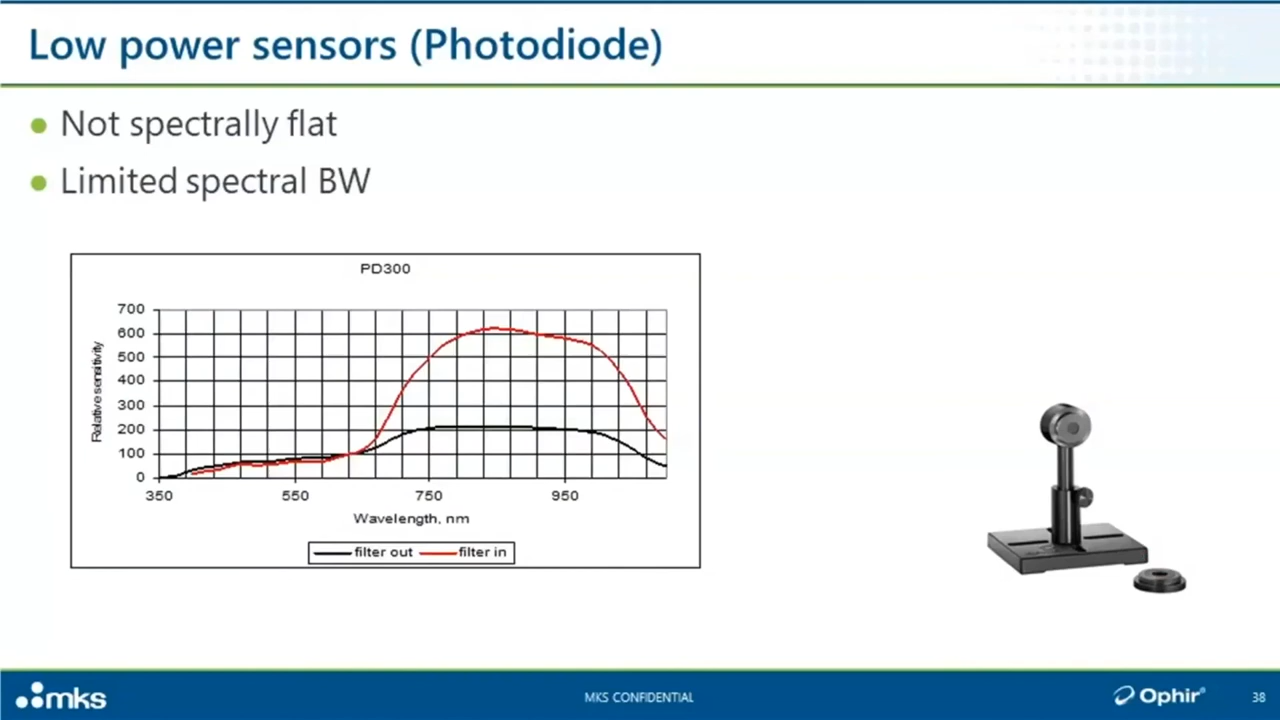 Low power sensors (Photodiode)
Not spectrally flat
Limited spectral BW
PD300
700
600
500
400
300
200
100
0
Relative sensitivity
350 550 750 950
Wavelength, nm
filter out filter in
mks MKS CONFIDENTIAL Ophir® 38